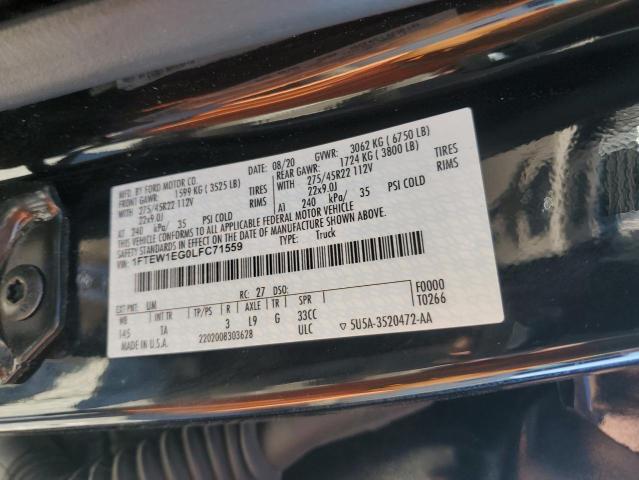 MFD. BY FORD MOTOR CO.
DATE: 08/20 GVWR: 3062 KG ( 6750 LB)
FRONT GAWR: 1599 KG ( 3525 LB) REAR GAWR: 1724 KG ( 3800 LB)
WITH 275/45R22 112V TIRES WITH 275/45R22 112V TIRES
22x9.0J RIMS 22x9.0J RIMS
AT 240 kPa/ 35 PSI COLD AT 240 kPa/ 35 PSI COLD
THIS VEHICLE CONFORMS TO ALL APPLICABLE FEDERAL MOTOR VEHICLE
SAFETY STANDARDS IN EFFECT ON THE DATE OF MANUFACTURE SHOWN ABOVE.
VIN: 1FTEW1EG0LFC71559 TYPE: Truck
EXT PNT: UM RC: 27 DSO: F0000
WB INT TR R AXLE TR SPR T0266
145 TA 3 L9 G 33CC
MADE IN U.S.A. 2202008303628 ULC ▽ 5U5A-3520472-AA